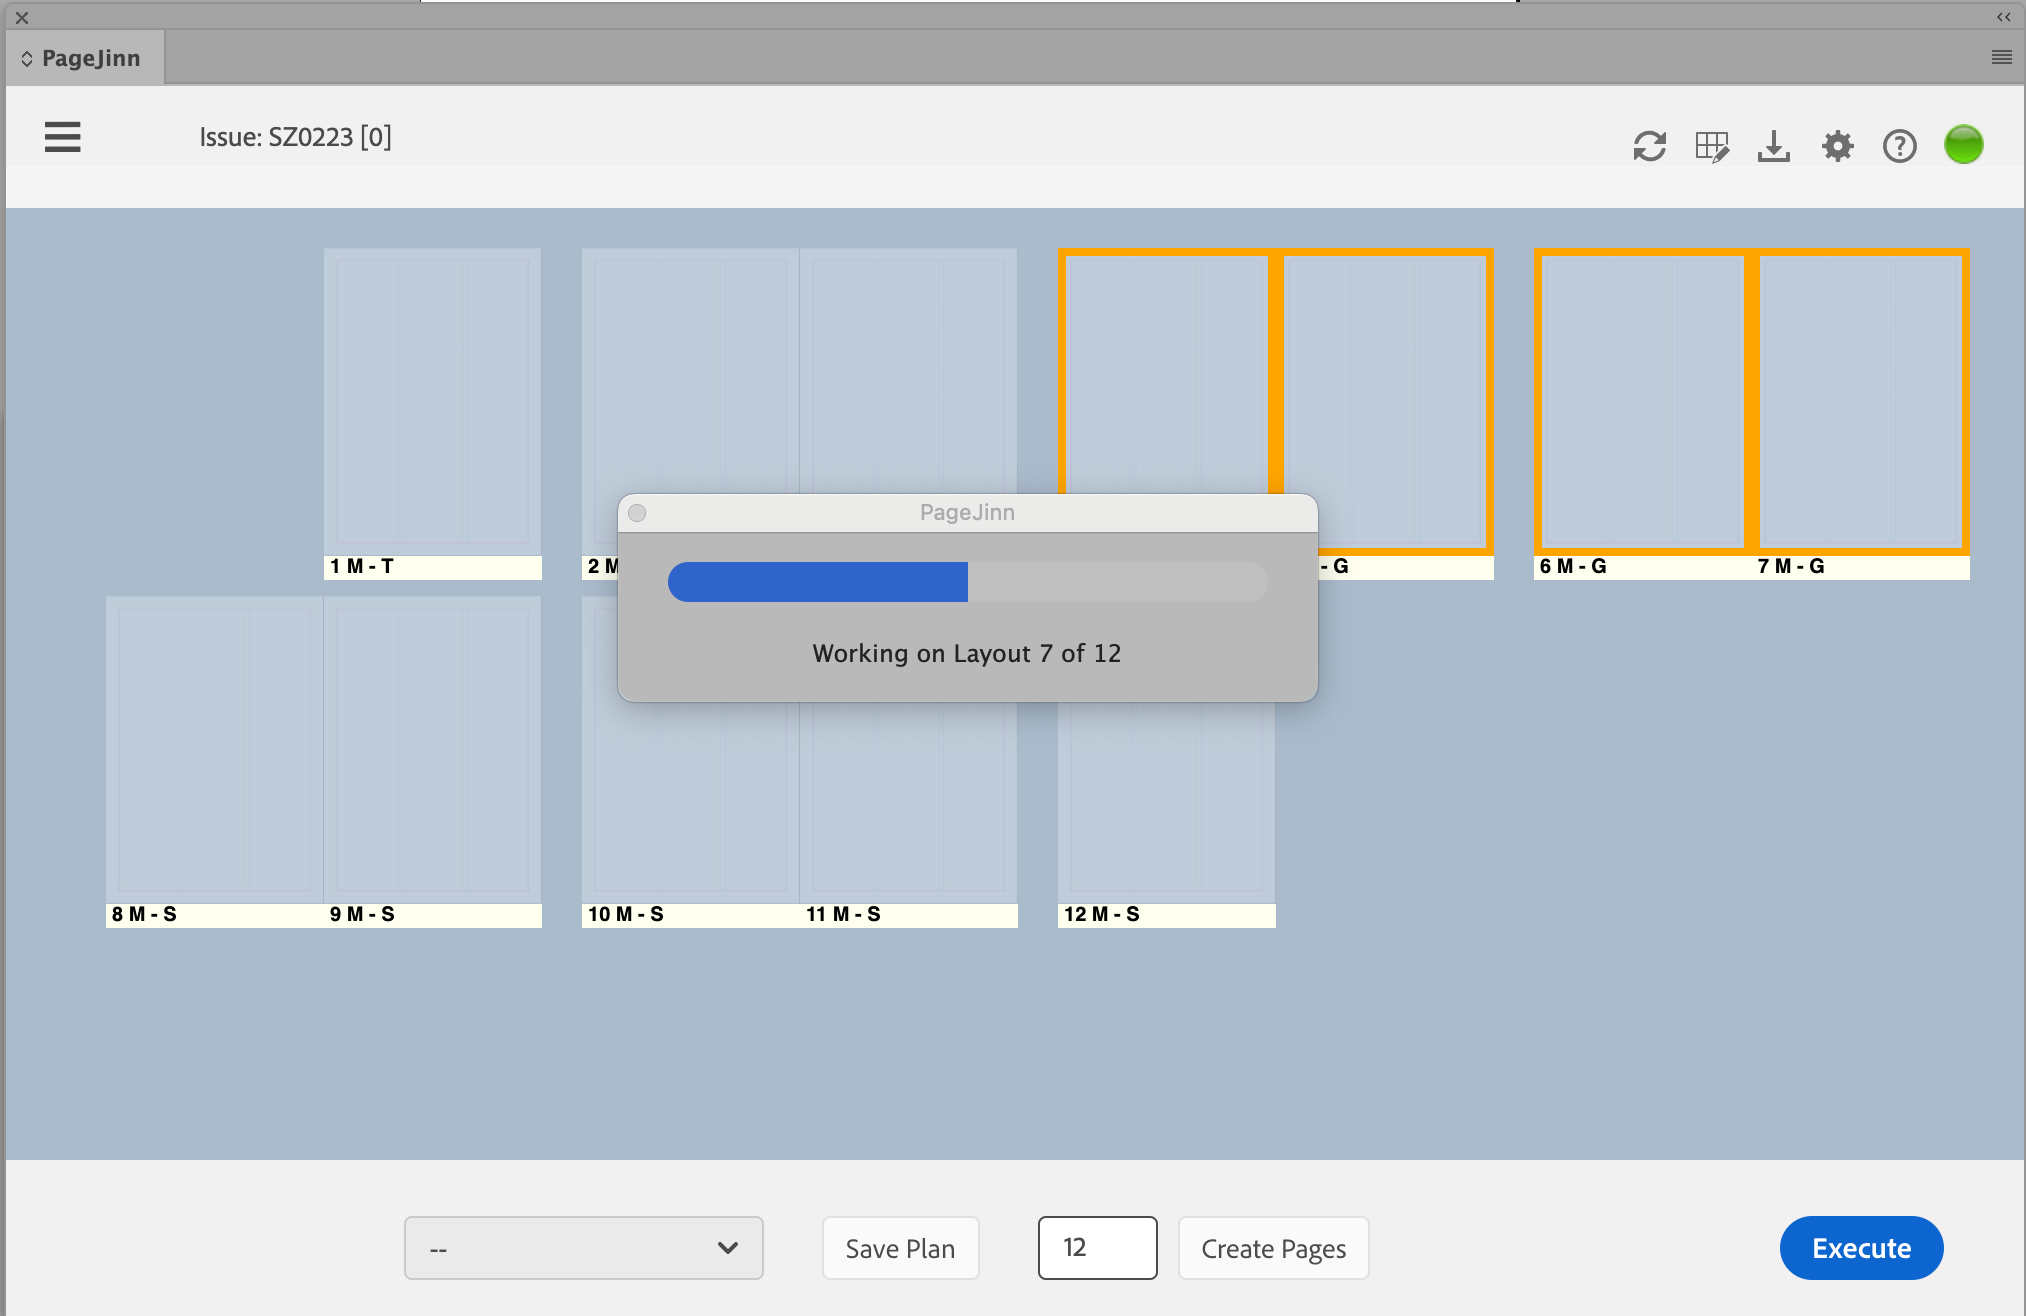 PageJinn
Issue: SZ0223 [0]
1 M - T
2 M
- G
6 M - G
7 M - G
PageJinn
Working on Layout 7 of 12
8 M - S
9 M - S
10 M - S
11 M - S
12 M - S
--
Save Plan
12
Create Pages
Execute